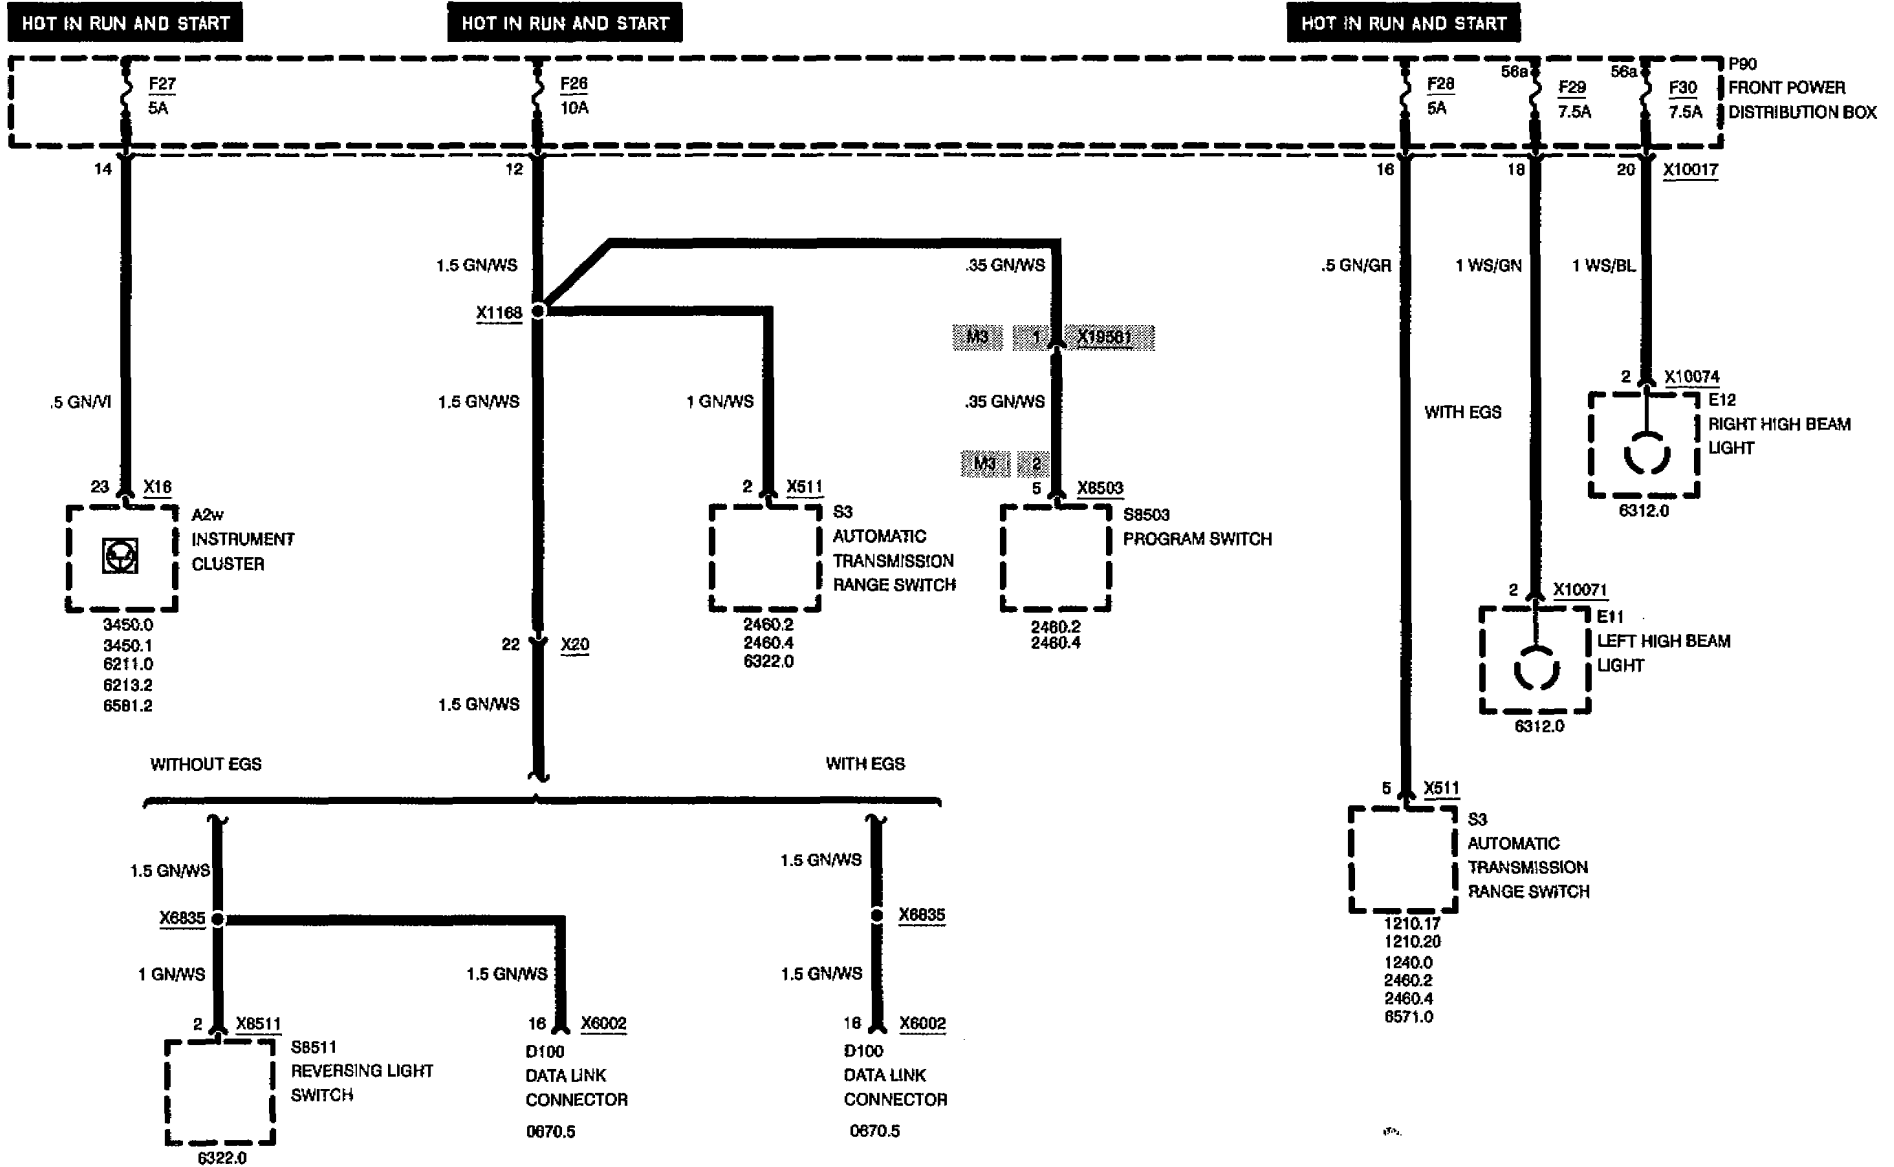 HOT IN RUN AND START
HOT IN RUN AND START
HOT IN RUN AND START
F27
5A
F26
10A
F28
5A
56a
F29
7.5A
56a
F30
7.5A
P90
FRONT POWER
DISTRIBUTION BOX
14
12
16
18
20
X10017
1.5 GN/WS
.35 GN/WS
.5 GN/GR
1 WS/GN
1 WS/BL
X1168
M3
1
X19561
2
X10074
E12
RIGHT HIGH BEAM
LIGHT
6312.0
.5 GN/VI
1.5 GN/WS
1 GN/WS
.35 GN/WS
WITH EGS
M3
2
23
X16
A2w
INSTRUMENT
CLUSTER
3450.0
3450.1
6211.0
6213.2
6581.2
2
X511
S3
AUTOMATIC
TRANSMISSION
RANGE SWITCH
2460.2
2460.4
6322.0
5
X8503
S8503
PROGRAM SWITCH
2460.2
2460.4
2
X10071
E11
LEFT HIGH BEAM
LIGHT
6312.0
22
X20
1.5 GN/WS
WITHOUT EGS
WITH EGS
5
X511
S3
AUTOMATIC
TRANSMISSION
RANGE SWITCH
1210.17
1210.20
1240.0
2460.2
2460.4
6571.0
1.5 GN/WS
1.5 GN/WS
X6835
X6835
1 GN/WS
1.5 GN/WS
1.5 GN/WS
2
X8511
S8511
REVERSING LIGHT
SWITCH
6322.0
16
X6002
D100
DATA LINK
CONNECTOR
0670.5
16
X6002
D100
DATA LINK
CONNECTOR
0670.5